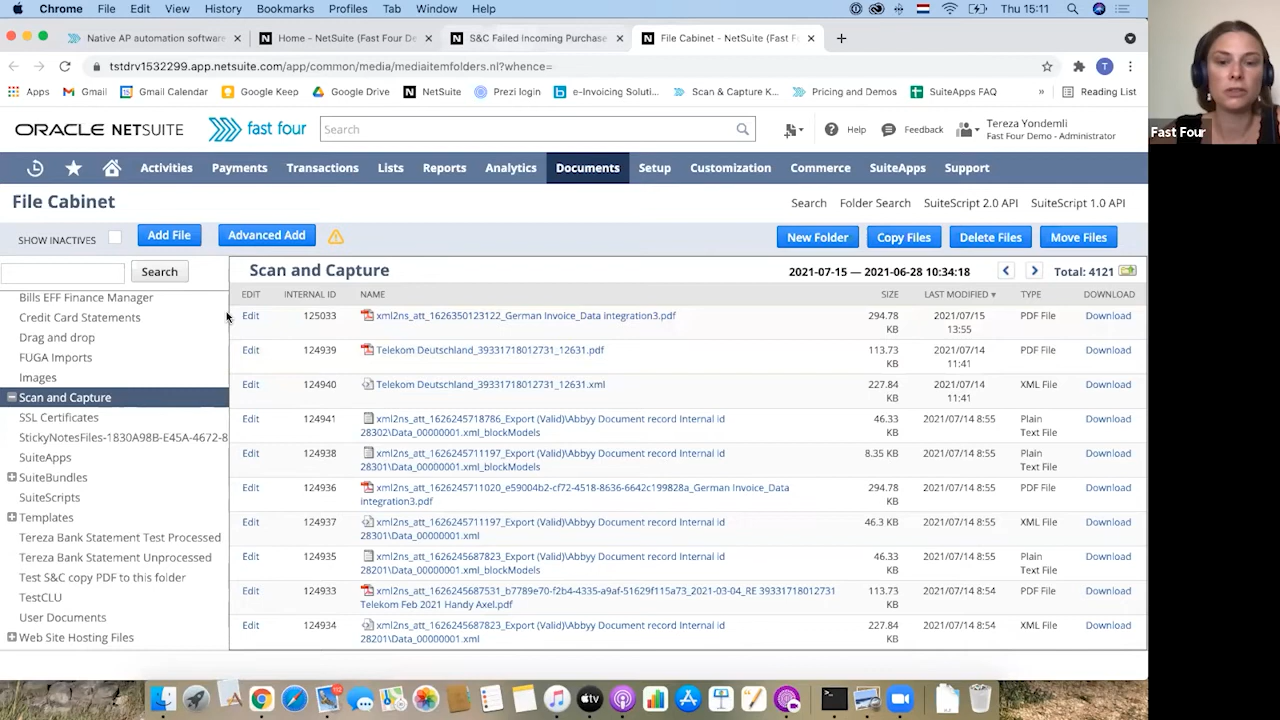 Chrome File Edit View History Bookmarks Profiles Tab Window Help Thu 15:11
Native AP automation software Home – NetSuite (Fast Four De S&C Failed Incoming Purchase File Cabinet - NetSuite (Fast F
tstdrv1532299.app.netsuite.com/app/common/media/mediaitemfolders.nl?whence=
Apps Gmail Google Calendar Google Keep Google Drive NetSuite Prezi login e-Invoicing Soluti... Scan & Capture K... Pricing and Demos SuiteApps FAQ » Reading List
ORACLE NETSUITE fast four Search Help Feedback Tereza Yondemli
Fast Four Demo - Administrator
Fast Four
Activities Payments Transactions Lists Reports Analytics Documents Setup Customization Commerce SuiteApps Support
File Cabinet Search Folder Search SuiteScript 2.0 API SuiteScript 1.0 API
SHOW INACTIVES Add File Advanced Add New Folder Copy Files Delete Files Move Files
Search
Bills EFF Finance Manager
Credit Card Statements
Drag and drop
FUGA Imports
Images
Scan and Capture
SSL Certificates
StickyNotesFiles-1830A98B-E45A-4672-8
SuiteApps
SuiteBundles
SuiteScripts
Templates
Tereza Bank Statement Test Processed
Tereza Bank Statement Unprocessed
Test S&C copy PDF to this folder
TestCLU
User Documents
Web Site Hosting Files
Scan and Capture 2021-07-15 — 2021-06-28 10:34:18 Total: 4121
EDIT INTERNAL ID NAME SIZE LAST MODIFIED ▼ TYPE DOWNLOAD
Edit 125033 xml2ns_att_1626350123122_German Invoice_Data integration3.pdf 294.78 2021/07/15 PDF File Download
KB 13:55
Edit 124939 Telekom Deutschland_39331718012731_12631.pdf 113.73 2021/07/14 PDF File Download
KB 11:41
Edit 124940 Telekom Deutschland_39331718012731_12631.xml 227.84 2021/07/14 XML File Download
KB 11:41
Edit 124941 xml2ns_att_1626245718786_Export (Valid)\Abbyy Document record Internal id 46.33 2021/07/14 8:55 Plain Download
28302\Data_00000001.xml_blockModels KB Text File
Edit 124938 xml2ns_att_1626245711197_Export (Valid)\Abbyy Document record Internal id 8.35 KB 2021/07/14 8:55 Plain Download
28301\Data_00000001.xml_blockModels Text File
Edit 124936 xml2ns_att_1626245711020_e59004b2-cf72-4518-8636-6642c199828a_German Invoice_Data 294.78 2021/07/14 8:55 PDF File Download
integration3.pdf KB
Edit 124937 xml2ns_att_1626245711197_Export (Valid)\Abbyy Document record Internal id 46.3 KB 2021/07/14 8:55 XML File Download
28301\Data_00000001.xml
Edit 124935 xml2ns_att_1626245687823_Export (Valid)\Abbyy Document record Internal id 46.33 2021/07/14 8:55 Plain Download
28201\Data_00000001.xml_blockModels KB Text File
Edit 124933 xml2ns_att_1626245687531_b7789e70-f2b4-4335-a9af-51629f115a73_2021-03-04_RE 39331718012731 113.73 2021/07/14 8:54 PDF File Download
Telekom Feb 2021 Handy Axel.pdf KB
Edit 124934 xml2ns_att_1626245687823_Export (Valid)\Abbyy Document record Internal id 227.84 2021/07/14 8:54 XML File Download
28201\Data_00000001.xml KB